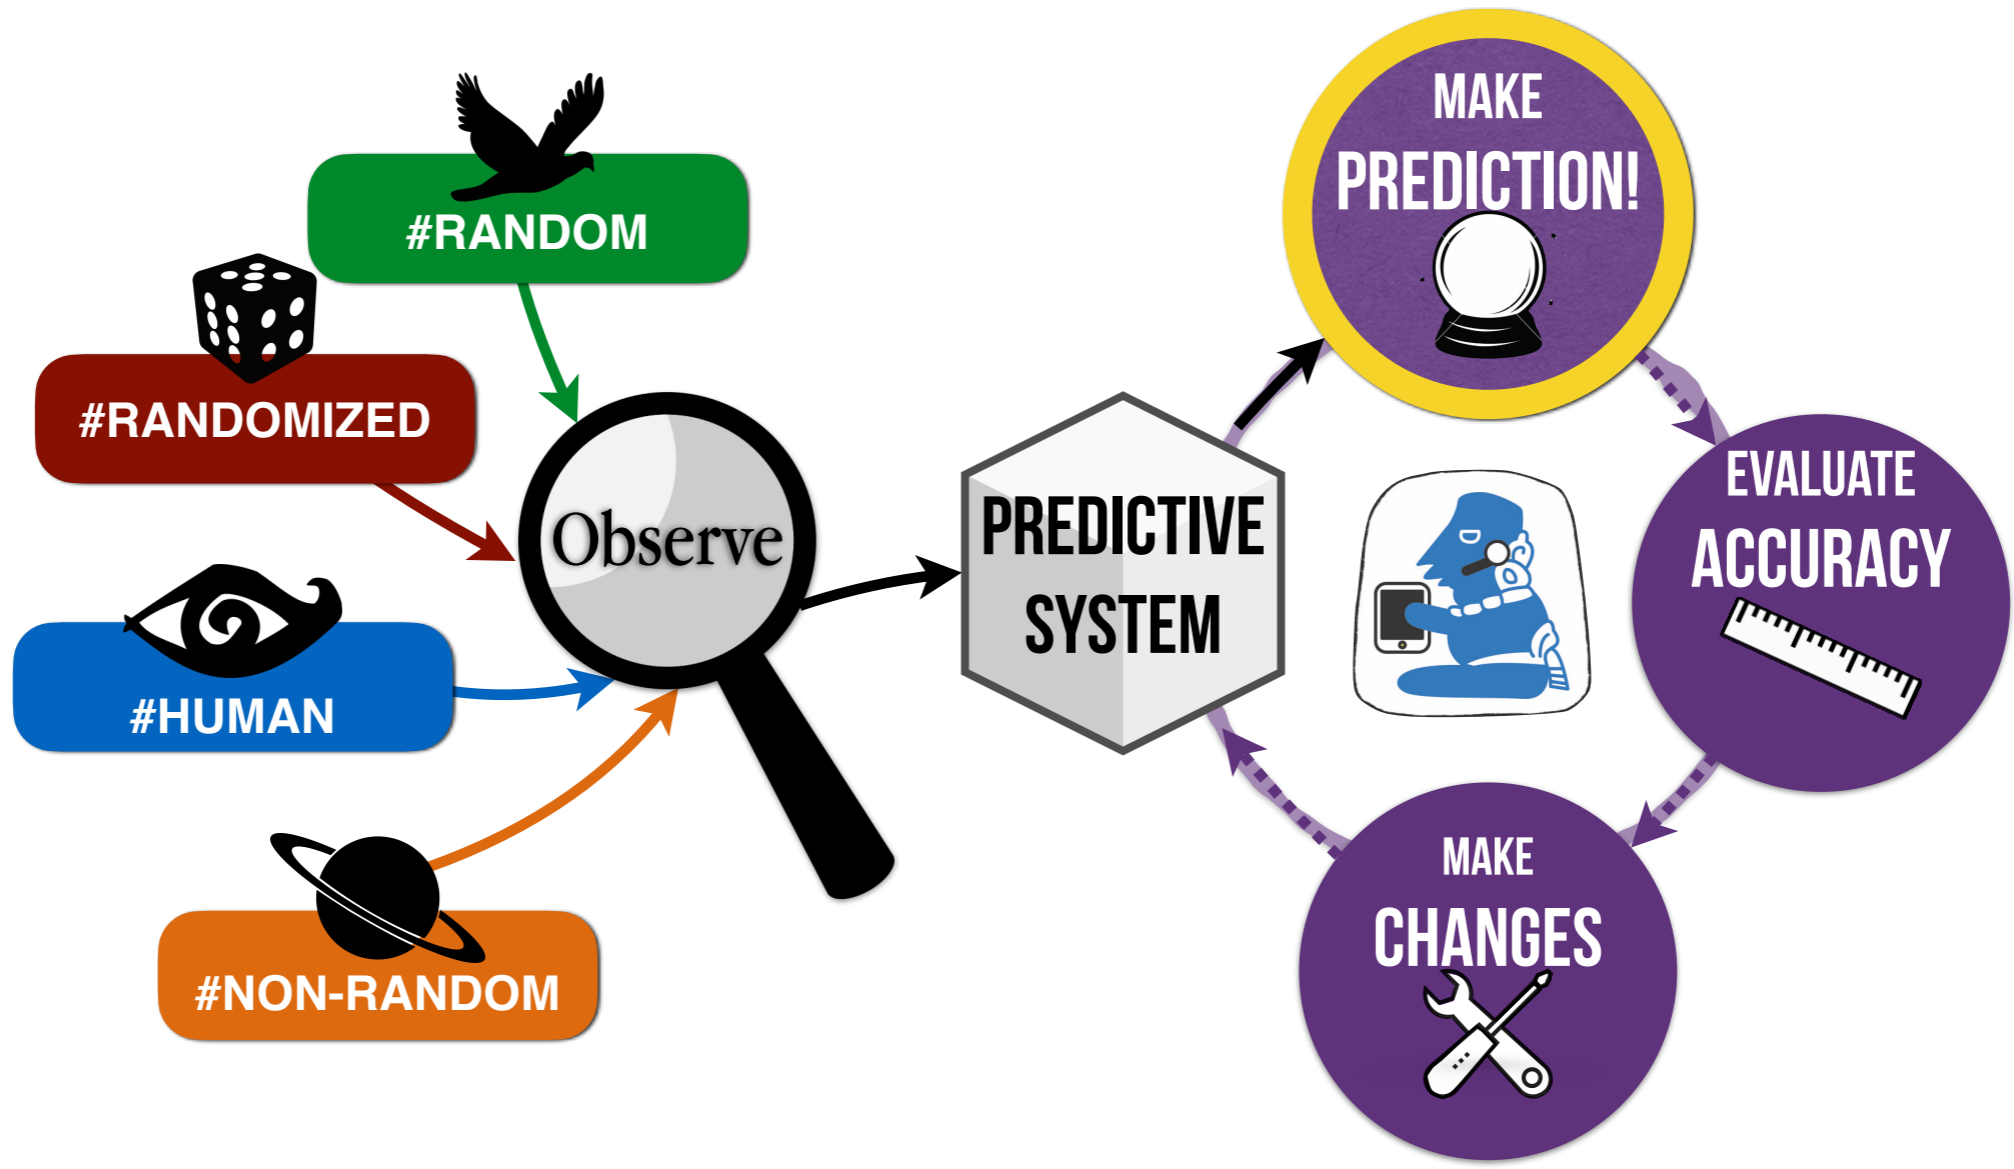 #RANDOM
#RANDOMIZED
#HUMAN
#NON-RANDOM
Observe
PREDICTIVE
SYSTEM
MAKE
PREDICTION!
EVALUATE
ACCURACY
MAKE
CHANGES